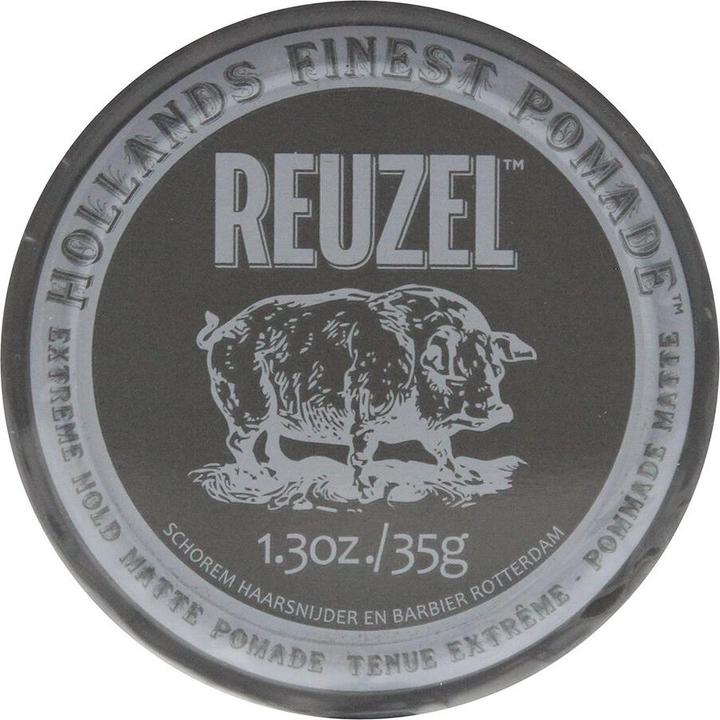 HOLLANDS FINEST POMADE™
REUZEL™
1.3oz./35g
SCHOREM HAARSNIJDER EN BARBIER ROTTERDAM
EXTREME HOLD MATTE POMADE TENUE EXTRÊME - POMMADE MATTE